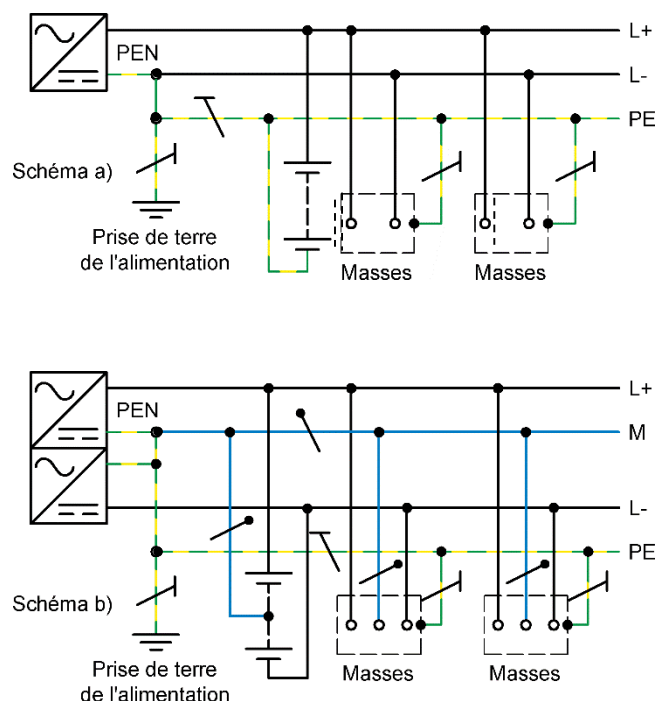 L+
PEN
L-
PE
Schéma a)
Prise de terre
de l'alimentation
Masses
Masses
L+
PEN
M
L-
PE
Schéma b)
Prise de terre
de l'alimentation
Masses
Masses